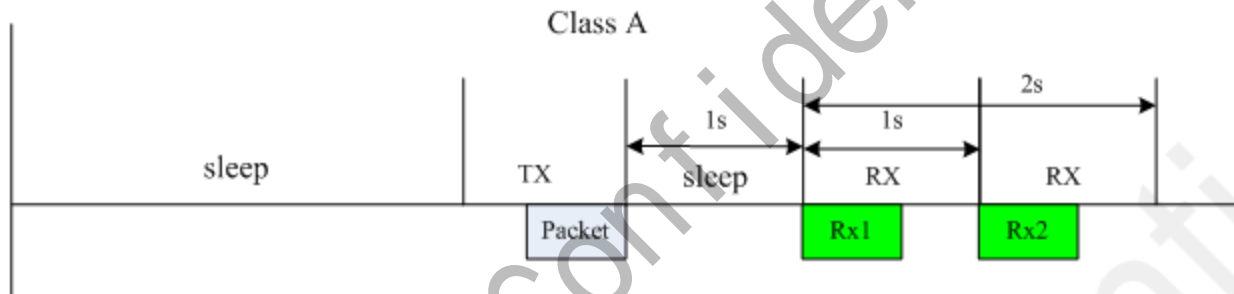 Class A
2s
1s
1s
sleep
TX
sleep
RX
RX
Packet
Rx1
Rx2